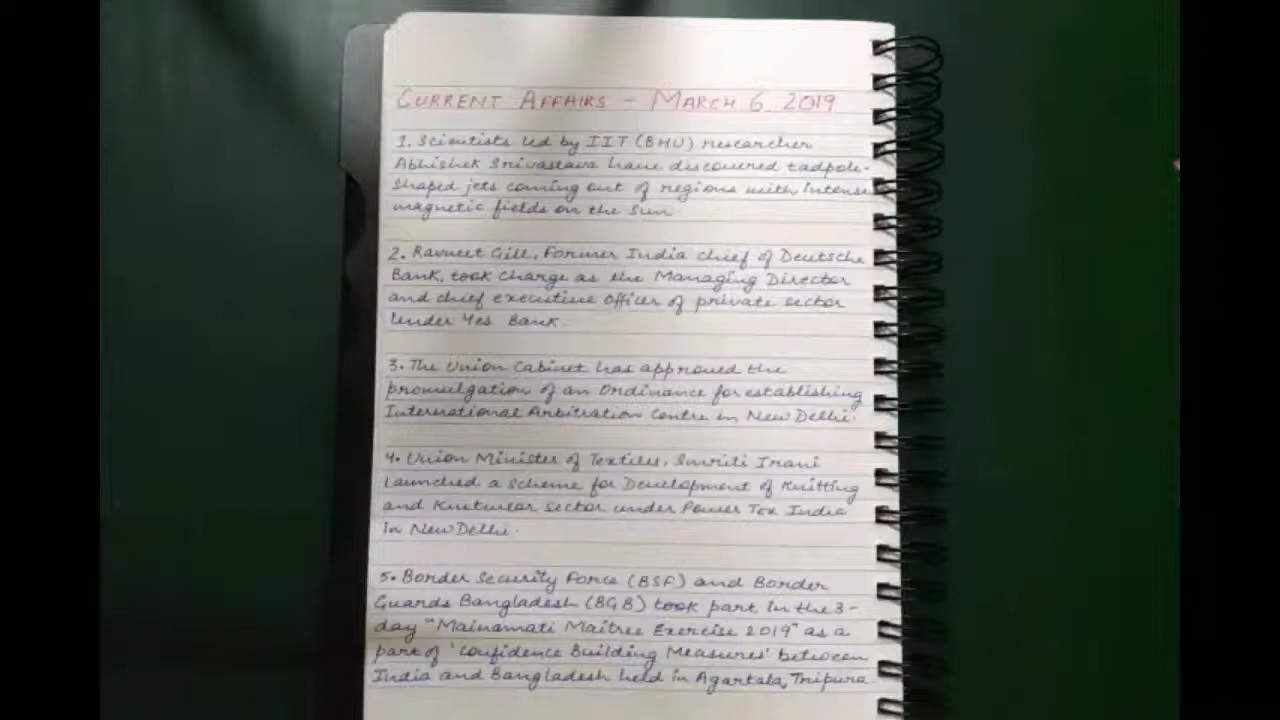 CURRENT AFFAIRS - MARCH 6, 2019
1. Scientists led by IIT (BHU) researcher
Abhishek Srivastava have discovered tadpole-
shaped jets coming out of regions with intense
magnetic fields on the Sun.
2. Ravneet Gill, Former India chief of Deutsche
Bank, took charge as the Managing Director
and chief executive officer of private sector
lender Yes Bank.
3. The Union Cabinet has approved the
promulgation of an Ordinance for establishing
International Arbitration Centre in New Delhi.
4. Union Minister of Textiles, Smriti Irani
launched a scheme for Development of Knitting
and Knitwear sector under Power Tex India
in New Delhi.
5. Border Security Force (BSF) and Border
Guards Bangladesh (BGB) took part in the 3-
day "Mainamati Maitree Exercise 2019" as a
part of 'Confidence Building Measures' between
India and Bangladesh held in Agartala, Tripura